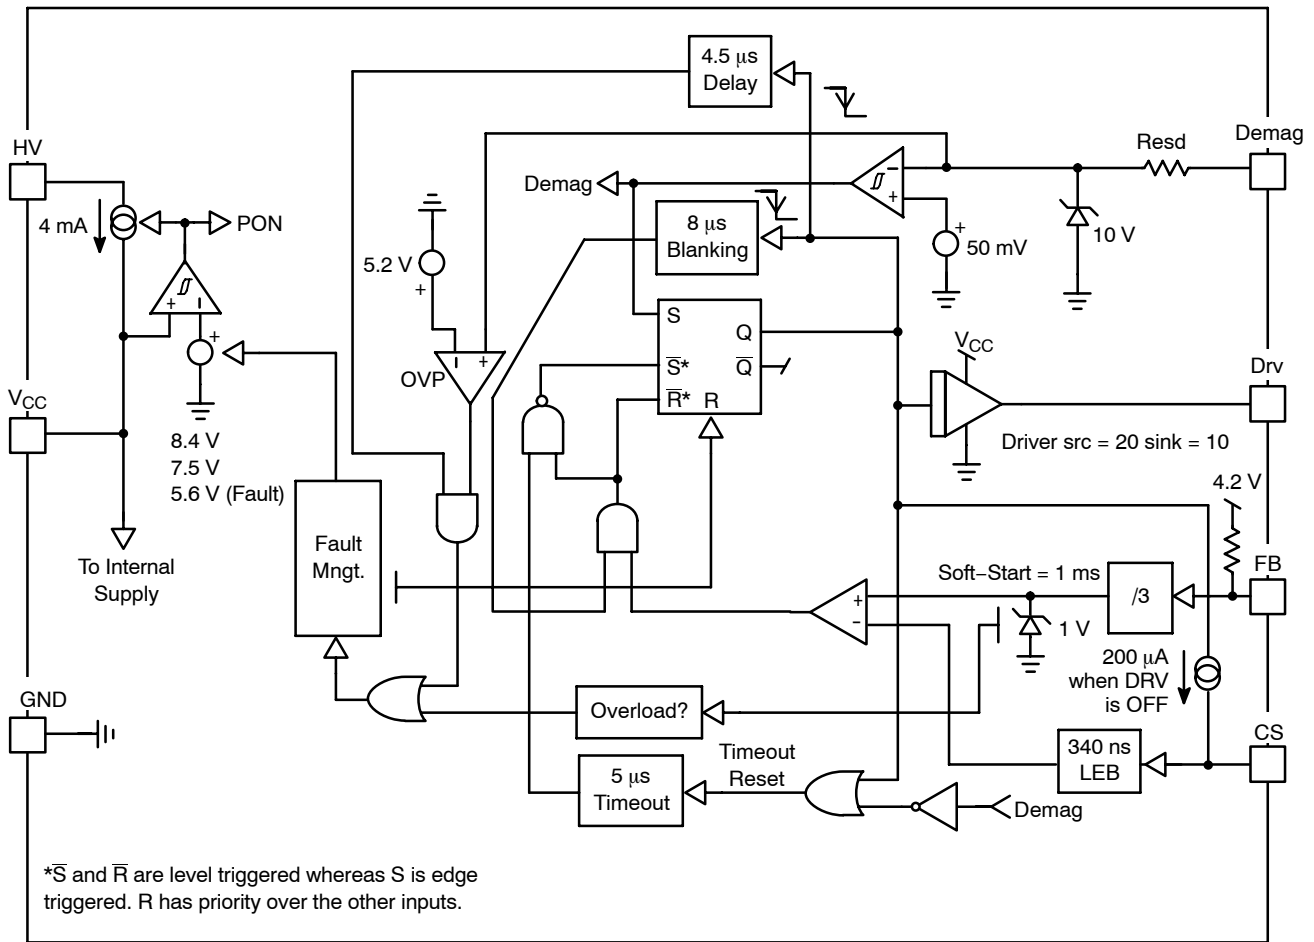 4.5 μs
Delay
HV
Demag
Resd
Demag
4 mA
PON
8 μs
Blanking
+
-
+
+
50 mV
10 V
5.2 V
+
+
-
+
S
Q
S̅*
Q̅
R̅* R
-
+
OVP
V_CC
Drv
V_CC
8.4 V
7.5 V
5.6 V (Fault)
Driver src = 20 sink = 10
4.2 V
Fault
Mngt.
To Internal
Supply
Soft−Start = 1 ms
FB
/3
+
-
1 V
200 μA
when DRV
is OFF
GND
Overload?
CS
340 ns
LEB
Timeout
Reset
5 μs
Timeout
Demag
*S̅ and R̅ are level triggered whereas S is edge
triggered. R has priority over the other inputs.